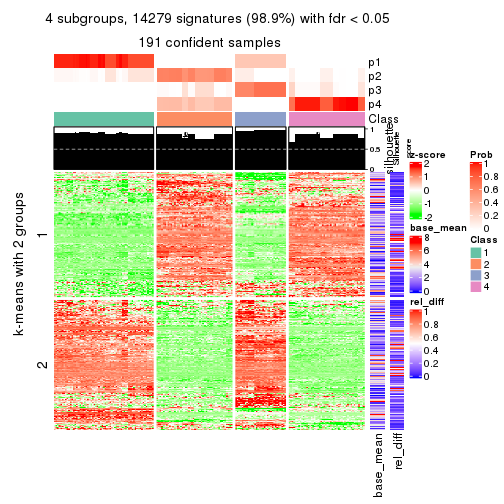 4 subgroups, 14279 signatures (98.9%) with fdr < 0.05
191 confident samples
p1
p2
p3
p4
Class
silhouette
1
0.5
0
Silhouette
score
k-means with 2 groups
1
2
base_mean
rel_diff
z-score
2
1
0
-1
-2
base_mean
8
6
4
2
0
rel_diff
1
0.8
0.6
0.4
0.2
0
Prob
1
0.8
0.6
0.4
0.2
0
Class
1
2
3
4